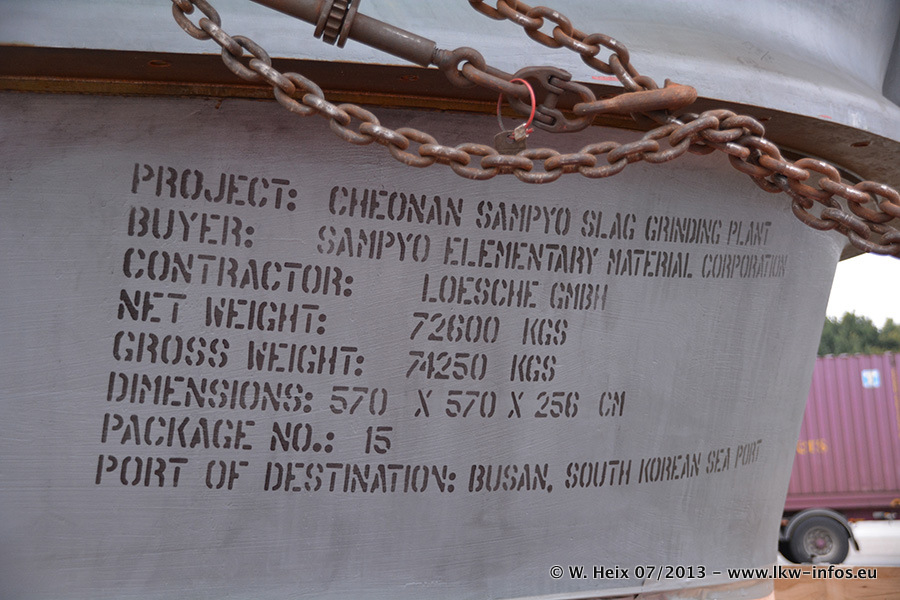 PROJECT: CHEONAN SAMPYO SLAG GRINDING PLANT
BUYER: SAMPYO ELEMENTARY MATERIAL CORPORATION
CONTRACTOR: LOESCHE GMBH
NET WEIGHT: 72600 KGS
GROSS WEIGHT: 74250 KGS
DIMENSIONS: 570 X 570 X 256 CM
PACKAGE NO.: 15
PORT OF DESTINATION: BUSAN, SOUTH KOREAN SEA PORT
© W. Heix 07/2013 – www.lkw-infos.eu